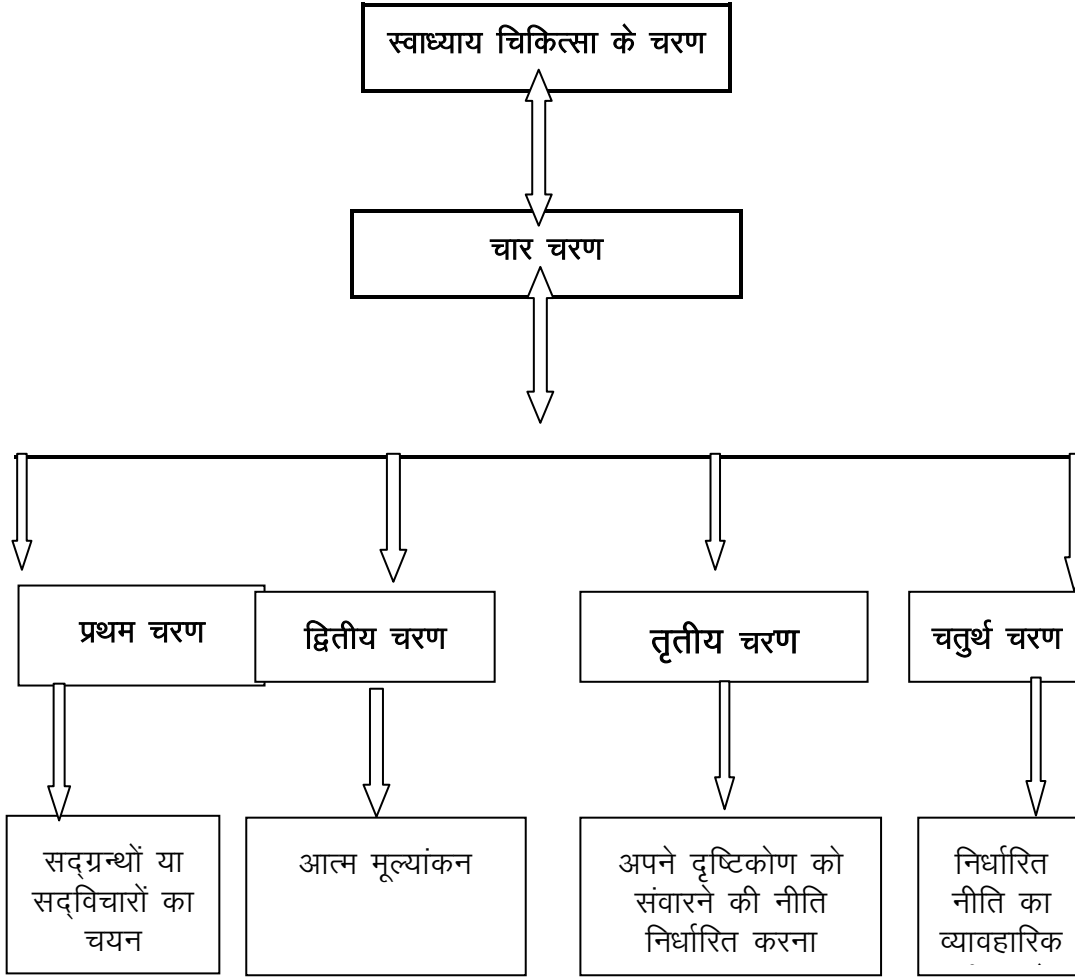 स्वाध्याय चिकित्सा के चरण
चार चरण
प्रथम चरण
द्वितीय चरण
तृतीय चरण
चतुर्थ चरण
सद्ग्रन्थों या
सद्विचारों का
चयन
आत्म मूल्यांकन
अपने दृष्टिकोण को
संवारने की नीति
निर्धारित करना
निर्धारित
नीति का
व्यावहारिक